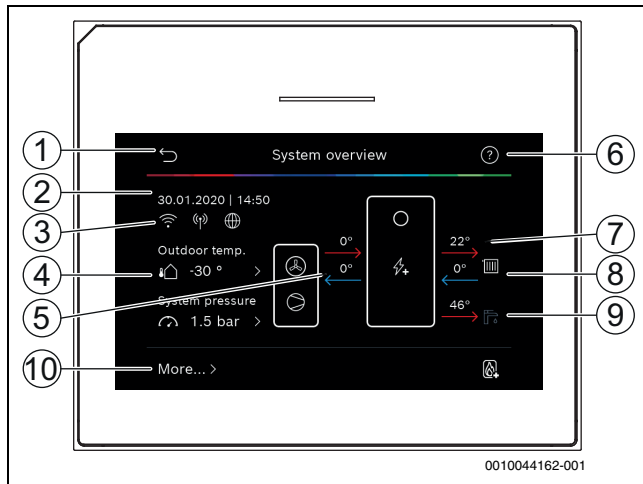 1
System overview
?
6
2
30.01.2020 | 14:50
3
0°
22°
7
Outdoor temp.
4
-30 ° >
0°
0°
8
5
System pressure
1.5 bar >
46°
9
10
More... >
0010044162-001